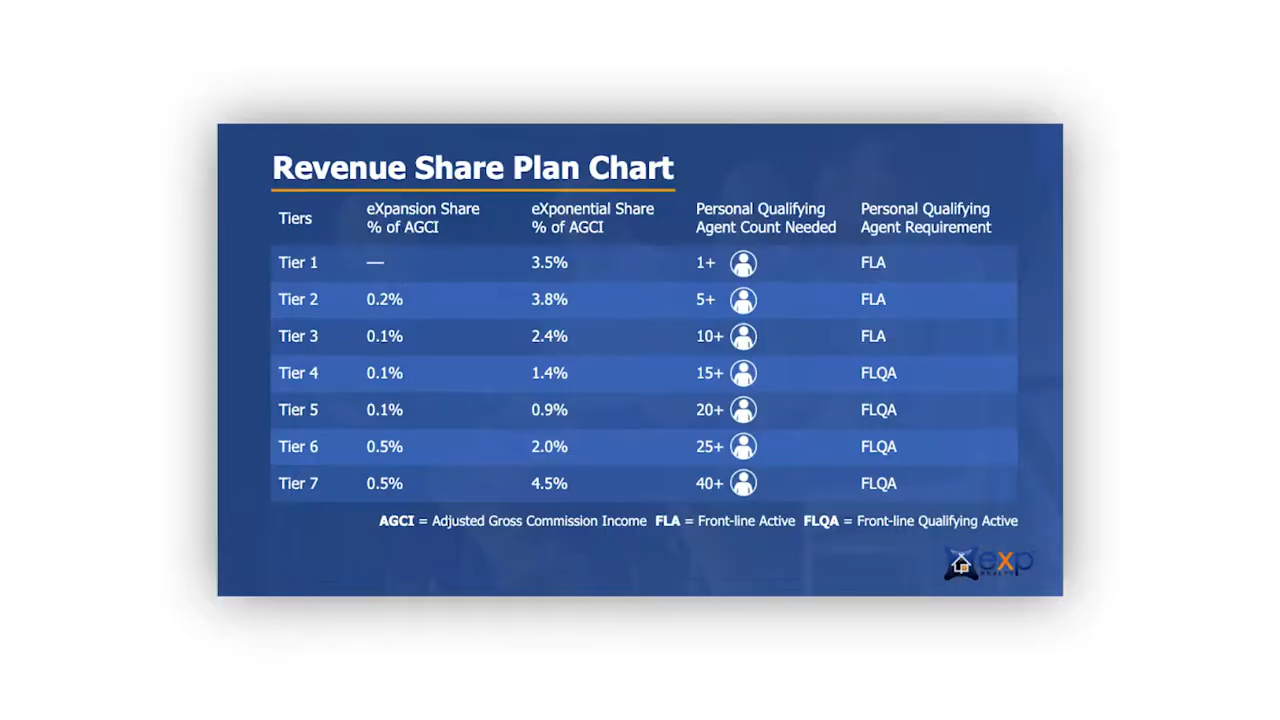 Revenue Share Plan Chart
Tiers eXpansion Share % of AGCI eXponential Share % of AGCI Personal Qualifying Agent Count Needed Personal Qualifying Agent Requirement
Tier 1 — 3.5% 1+ FLA
Tier 2 0.2% 3.8% 5+ FLA
Tier 3 0.1% 2.4% 10+ FLA
Tier 4 0.1% 1.4% 15+ FLQA
Tier 5 0.1% 0.9% 20+ FLQA
Tier 6 0.5% 2.0% 25+ FLQA
Tier 7 0.5% 4.5% 40+ FLQA
AGCI = Adjusted Gross Commission Income FLA = Front-line Active FLQA = Front-line Qualifying Active
eXp
REALTY